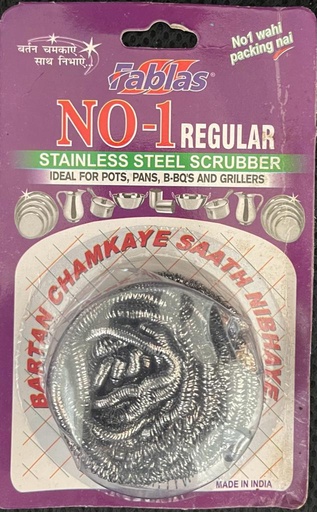 बर्तन चमकाएं
साथ निभाएं..
No1 wahi
packing nai
Fablas®
NO-1 REGULAR
STAINLESS STEEL SCRUBBER
IDEAL FOR POTS, PANS, B-BQ'S AND GRILLERS
BARTAN CHAMKAYE SAATH NIBHAYE
MADE IN INDIA